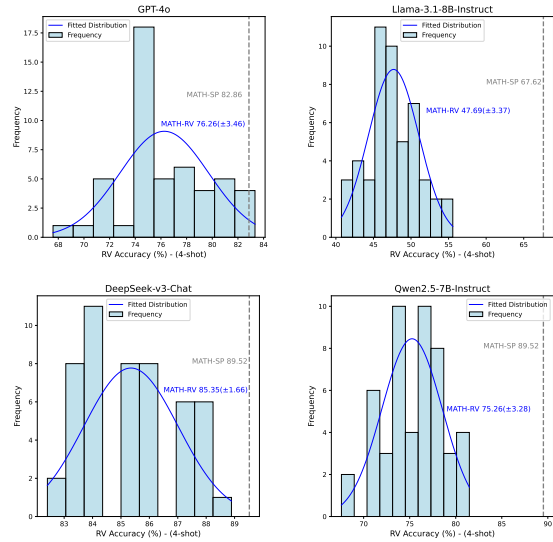 GPT-4o
Fitted Distribution
Frequency
MATH-SP 82.86
MATH-RV 76.26(±3.46)
Frequency
17.5
15.0
12.5
10.0
7.5
5.0
2.5
0.0
68 70 72 74 76 78 80 82 84
RV Accuracy (%) - (4-shot)
Llama-3.1-8B-Instruct
Fitted Distribution
Frequency
MATH-SP 67.62
MATH-RV 47.69(±3.37)
Frequency
10
8
6
4
2
0
40 45 50 55 60 65
RV Accuracy (%) - (4-shot)
DeepSeek-v3-Chat
Fitted Distribution
Frequency
MATH-SP 89.52
MATH-RV 85.35(±1.66)
Frequency
10
8
6
4
2
0
83 84 85 86 87 88 89
RV Accuracy (%) - (4-shot)
Qwen2.5-7B-Instruct
Fitted Distribution
Frequency
MATH-SP 89.52
MATH-RV 75.26(±3.28)
Frequency
10
8
6
4
2
0
70 75 80 85 90
RV Accuracy (%) - (4-shot)